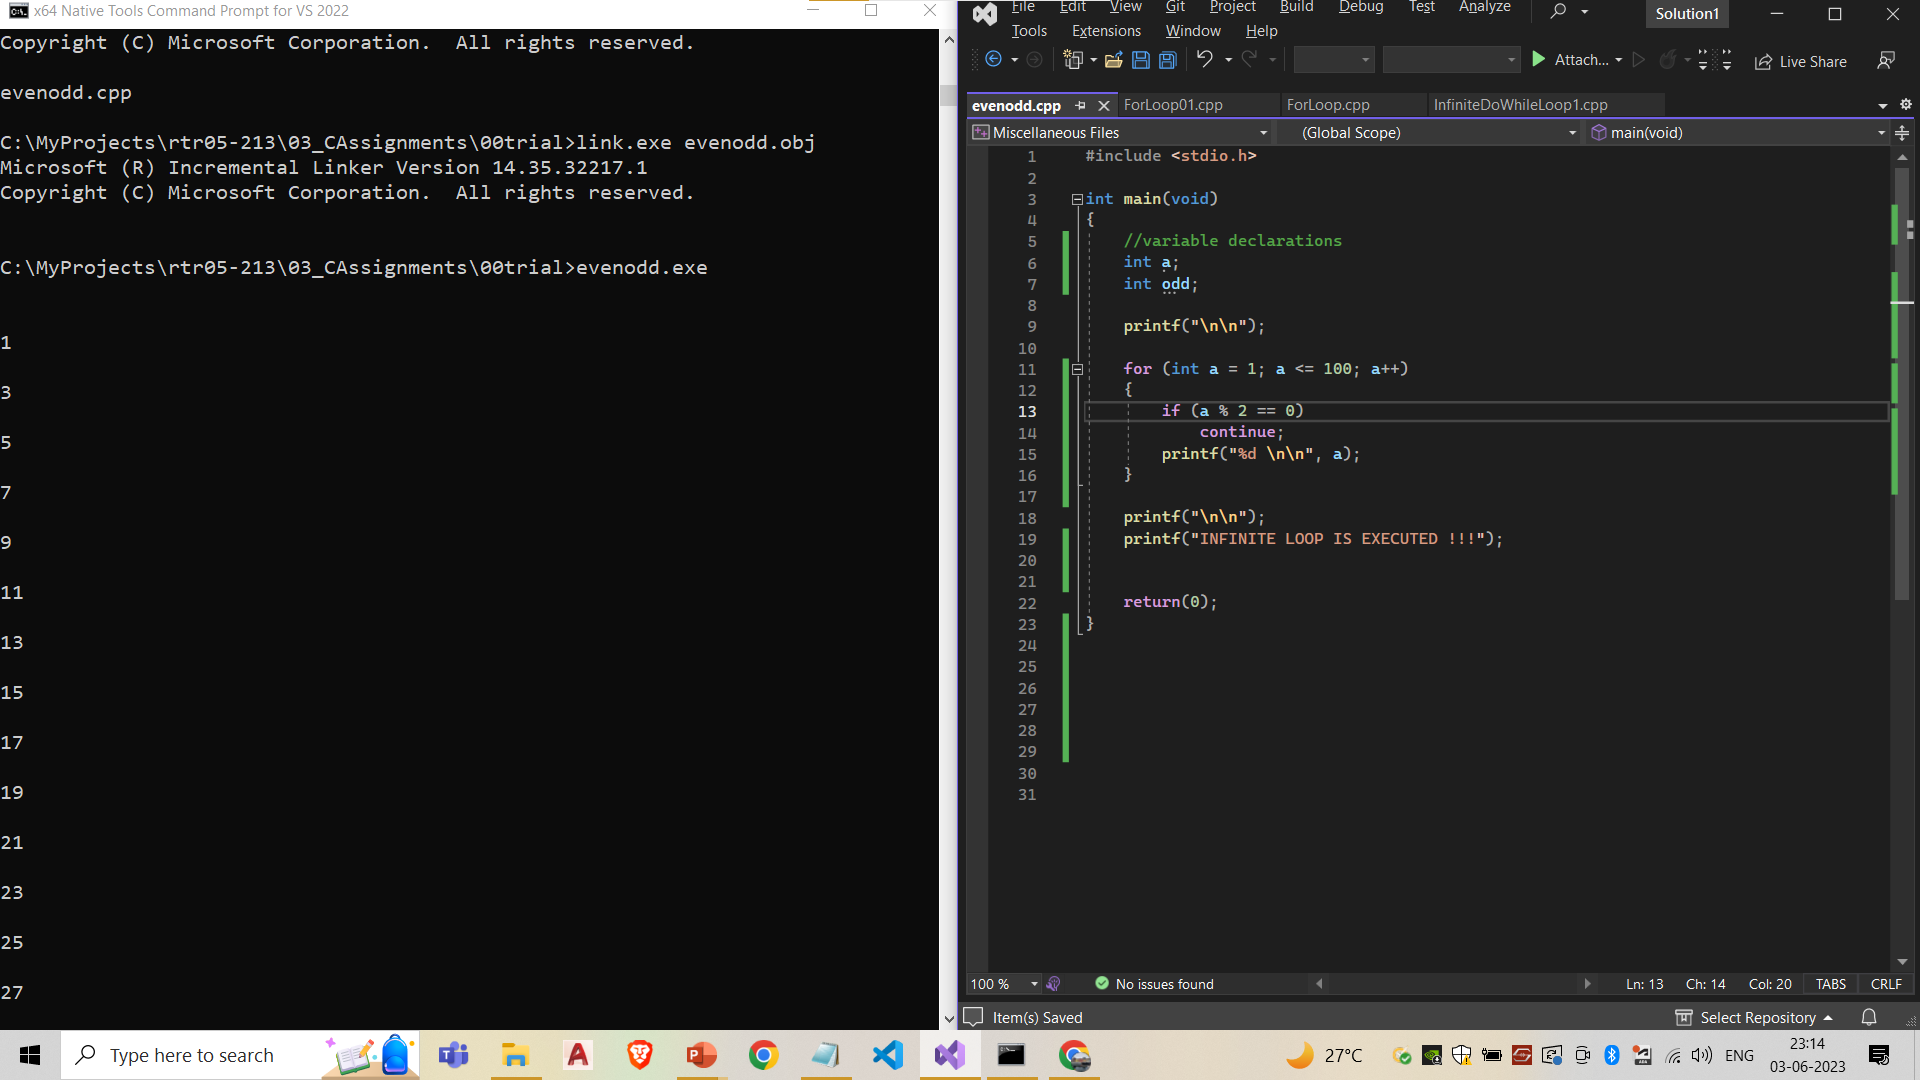 x64 Native Tools Command Prompt for VS 2022
Copyright (C) Microsoft Corporation.  All rights reserved.
evenodd.cpp
C:\MyProjects\rtr05-213\03_CAssignments\00trial>link.exe evenodd.obj
Microsoft (R) Incremental Linker Version 14.35.32217.1
Copyright (C) Microsoft Corporation.  All rights reserved.
C:\MyProjects\rtr05-213\03_CAssignments\00trial>evenodd.exe
1
3
5
7
9
11
13
15
17
19
21
23
25
27
File Edit View Git Project Build Debug Test Analyze
Tools Extensions Window Help
Solution1
Attach...
Live Share
evenodd.cpp ForLoop01.cpp ForLoop.cpp InfiniteDoWhileLoop1.cpp
Miscellaneous Files (Global Scope) main(void)
1 #include <stdio.h>
2
3 int main(void)
4 {
5 //variable declarations
6 int a;
7 int odd;
8
9 printf("\n\n");
10
11 for (int a = 1; a <= 100; a++)
12 {
13 if (a % 2 == 0)
14 continue;
15 printf("%d \n\n", a);
16 }
17
18 printf("\n\n");
19 printf("INFINITE LOOP IS EXECUTED !!!");
20
21
22 return(0);
23 }
24
25
26
27
28
29
30
31
100 % No issues found Ln: 13 Ch: 14 Col: 20 TABS CRLF
Item(s) Saved Select Repository
Type here to search
27°C
ENG
23:14
03-06-2023